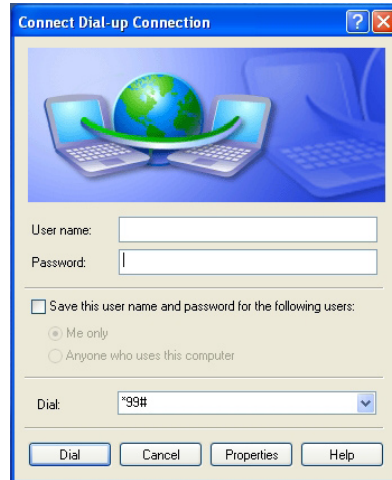 Connect Dial-up Connection
User name:
Password:
Save this user name and password for the following users:
Me only
Anyone who uses this computer
Dial: *99#
Dial Cancel Properties Help